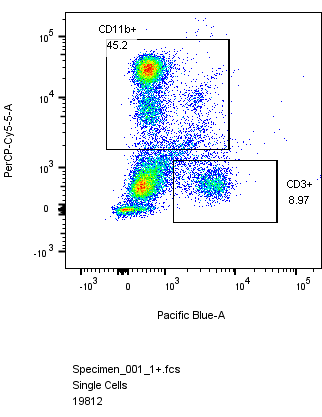 CD11b+
45.2
10^5
10^4
10^3
0
-10^3
PerCP-Cy5-5-A
CD3+
8.97
-10^3 0 10^3 10^4 10^5
Pacific Blue-A
Specimen_001_1+.fcs
Single Cells
19812